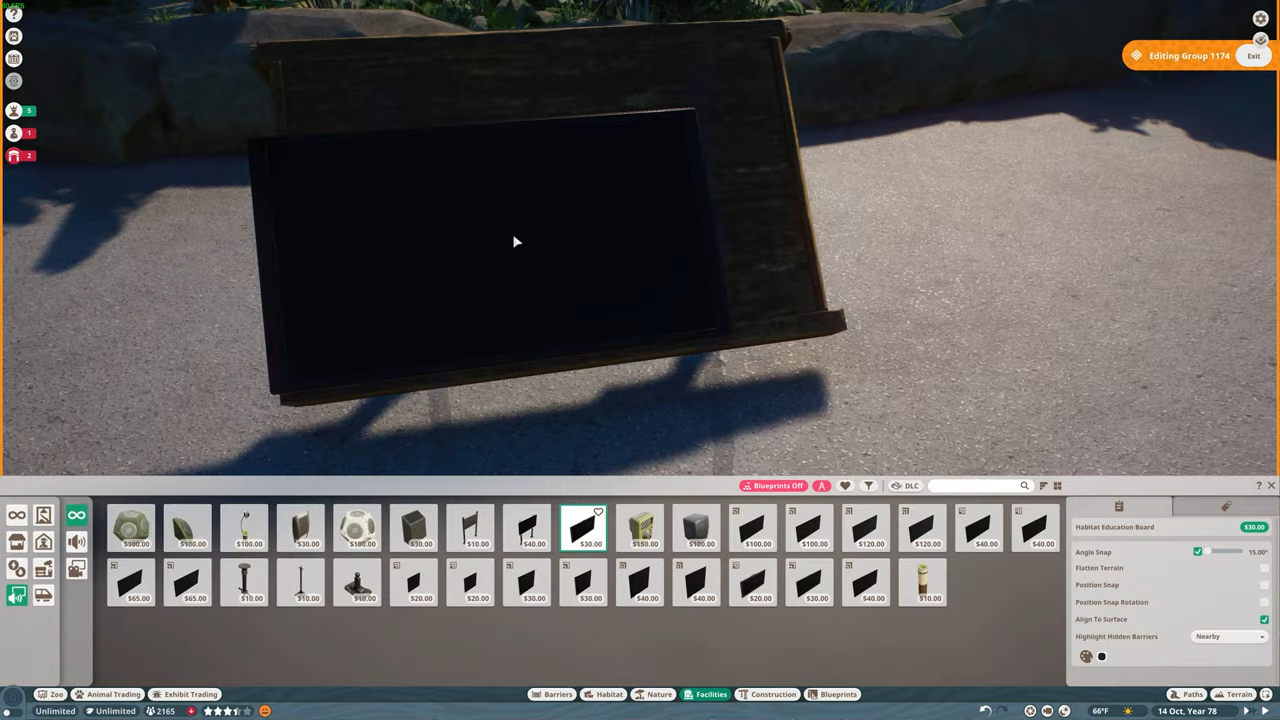 60 FPS
Editing Group 1174
Exit
5
1
2
Blueprints Off
DLC
?
$100.00
$100.00
$100.00
$30.00
$100.00
$30.00
$10.00
$40.00
$30.00
$150.00
$100.00
$100.00
$100.00
$120.00
$120.00
$40.00
$40.00
$65.00
$65.00
$10.00
$10.00
$10.00
$20.00
$20.00
$30.00
$30.00
$40.00
$40.00
$20.00
$30.00
$40.00
$10.00
Habitat Education Board
$30.00
Angle Snap
15.00°
Flatten Terrain
Position Snap
Position Snap Rotation
Align To Surface
Highlight Hidden Barriers
Nearby
Zoo
Animal Trading
Exhibit Trading
Barriers
Habitat
Nature
Facilities
Construction
Blueprints
Paths
Terrain
Unlimited
Unlimited
2165
66°F
14 Oct, Year 78